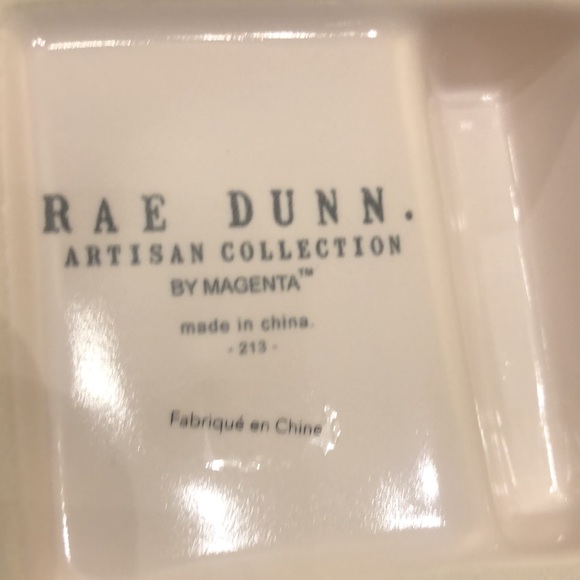 RAE DUNN.
ARTISAN COLLECTION
BY MAGENTA™
made in china.
- 213 -
Fabriqué en Chine